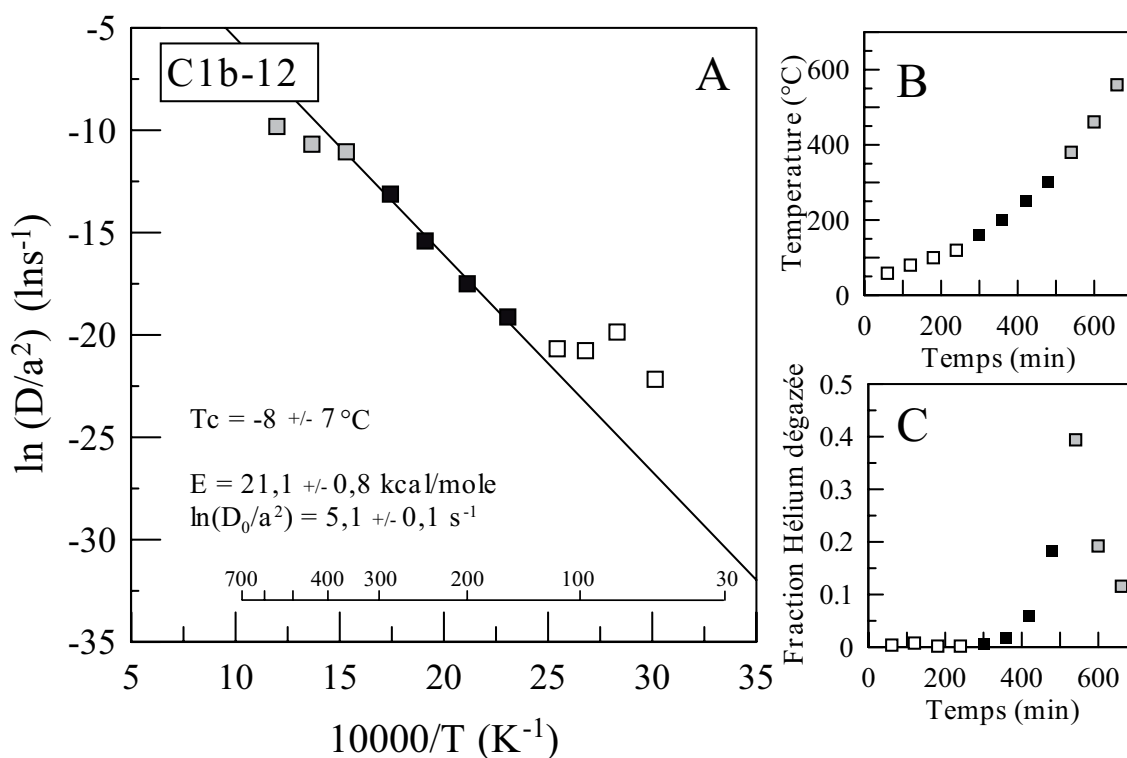 C1b-12
A
-5
-10
-15
-20
-25
-30
-35
ln (D/a²) (lns⁻¹)
Tc = -8 +/- 7 °C
E = 21,1 +/- 0,8 kcal/mole
ln(D₀/a²) = 5,1 +/- 0,1 s⁻¹
700 400 300 200 100 30
5 10 15 20 25 30 35
10000/T (K⁻¹)
B
Temperature (°C)
600
400
200
0
0 200 400 600
Temps (min)
C
Fraction Hélium dégazée
0.5
0.4
0.3
0.2
0.1
0
0 200 400 600
Temps (min)